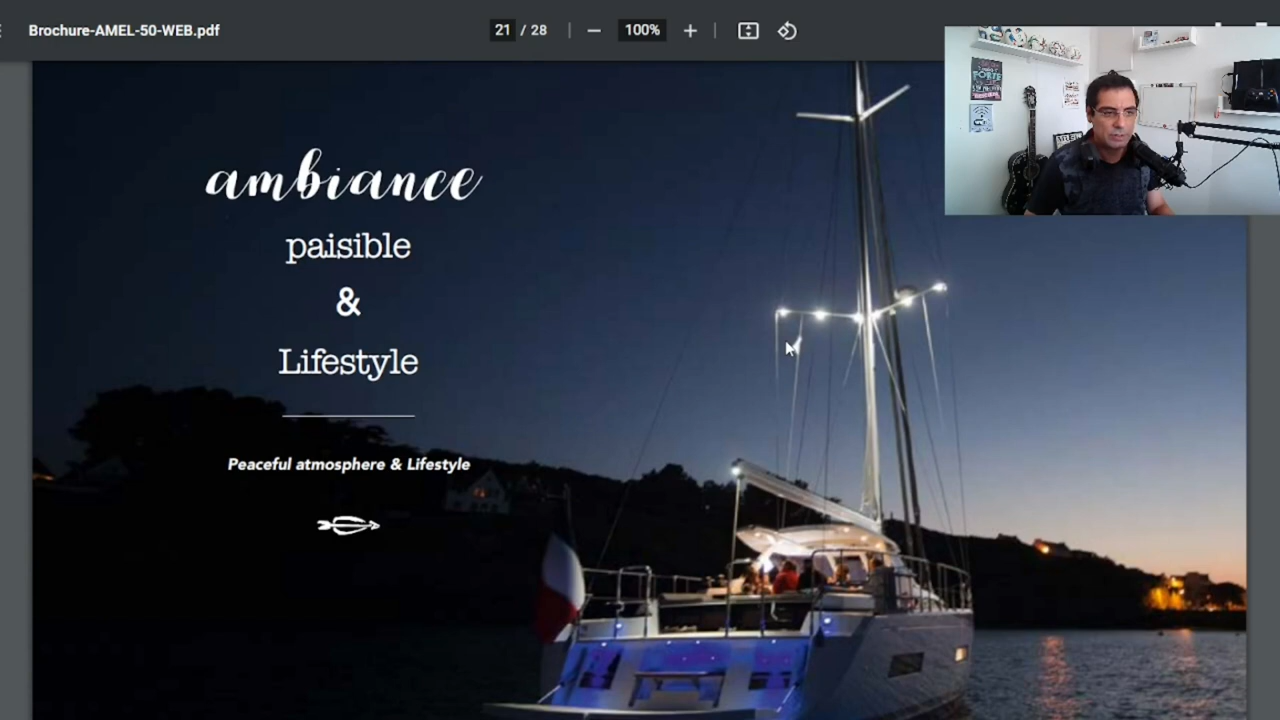 Brochure-AMEL-50-WEB.pdf
21 / 28
100%
ambiance
paisible
&
Lifestyle
Peaceful atmosphere & Lifestyle